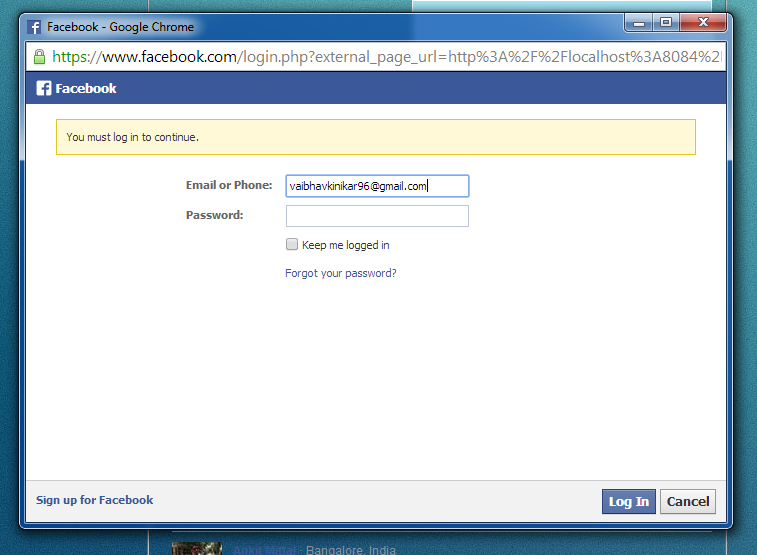 Facebook - Google Chrome
https://www.facebook.com/login.php?external_page_url=http%3A%2F%2Flocalhost%3A8084%2
Facebook
You must log in to continue.
Email or Phone: vaibhavkinikar96@gmail.com
Password:
Keep me logged in
Forgot your password?
Sign up for Facebook
Log In Cancel
Ankit Mittal - Bangalore, India